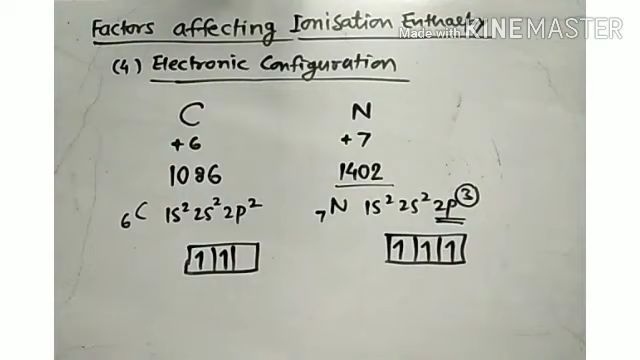 Factors affecting Ionisation Enthalpy
Made with KINEMASTER
(4) Electronic Configuration
C N
+6 +7
1086 1402
₆C 1s² 2s² 2p² ₇N 1s² 2s² 2p³
1 1 1 1 1